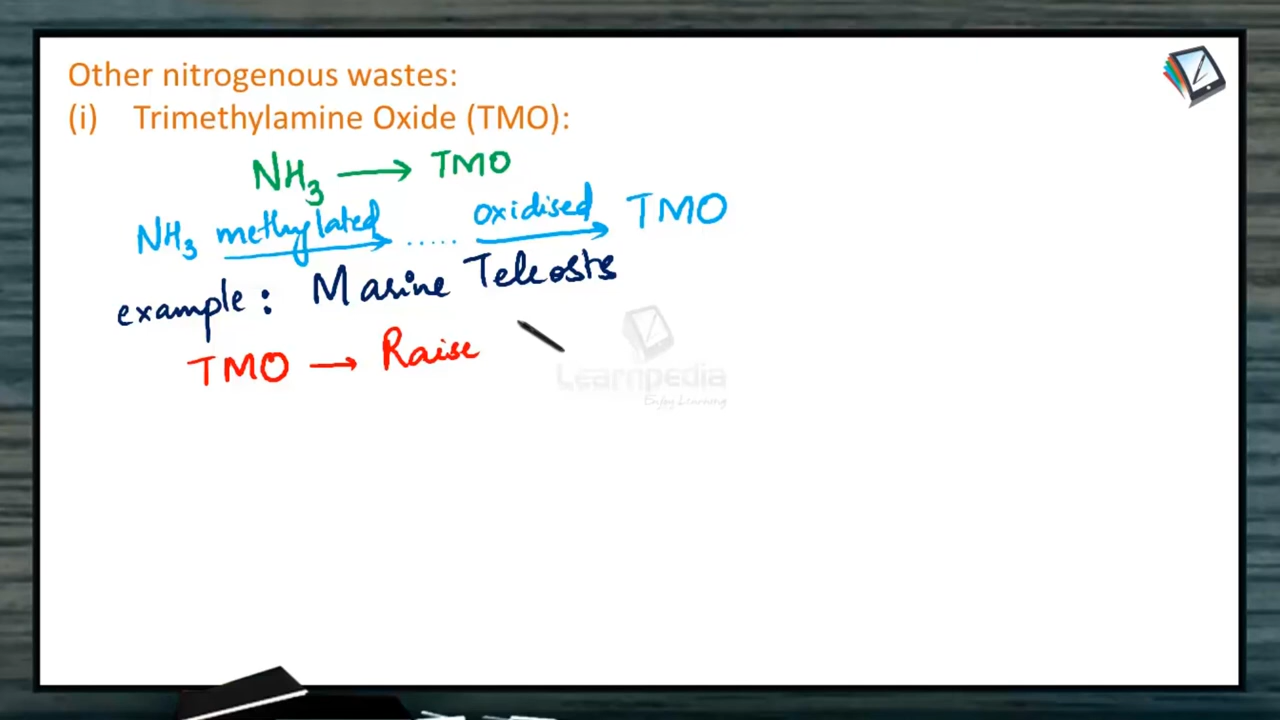 Other nitrogenous wastes:
(i) Trimethylamine Oxide (TMO):
NH3 → TMO
NH3 methylated ..... oxidised TMO
example: Marine Teleosts
TMO → Raise
Learnpedia
Enjoy Learning